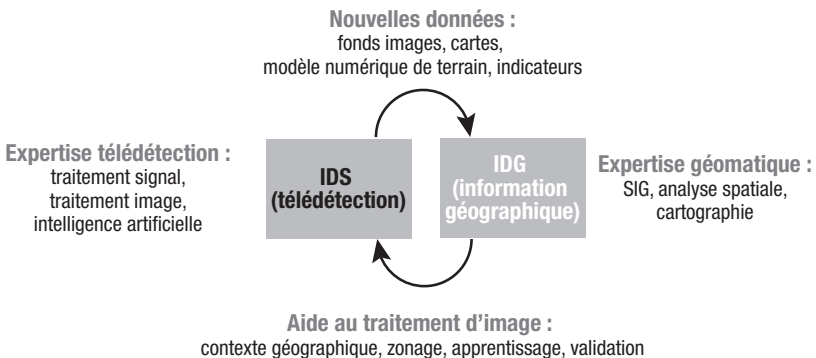 Nouvelles données :
fonds images, cartes,
modèle numérique de terrain, indicateurs
Expertise télédétection :
traitement signal,
traitement image,
intelligence artificielle
IDS
(télédétection)
IDG
(information
géographique)
Expertise géomatique :
SIG, analyse spatiale,
cartographie
Aide au traitement d’image :
contexte géographique, zonage, apprentissage, validation